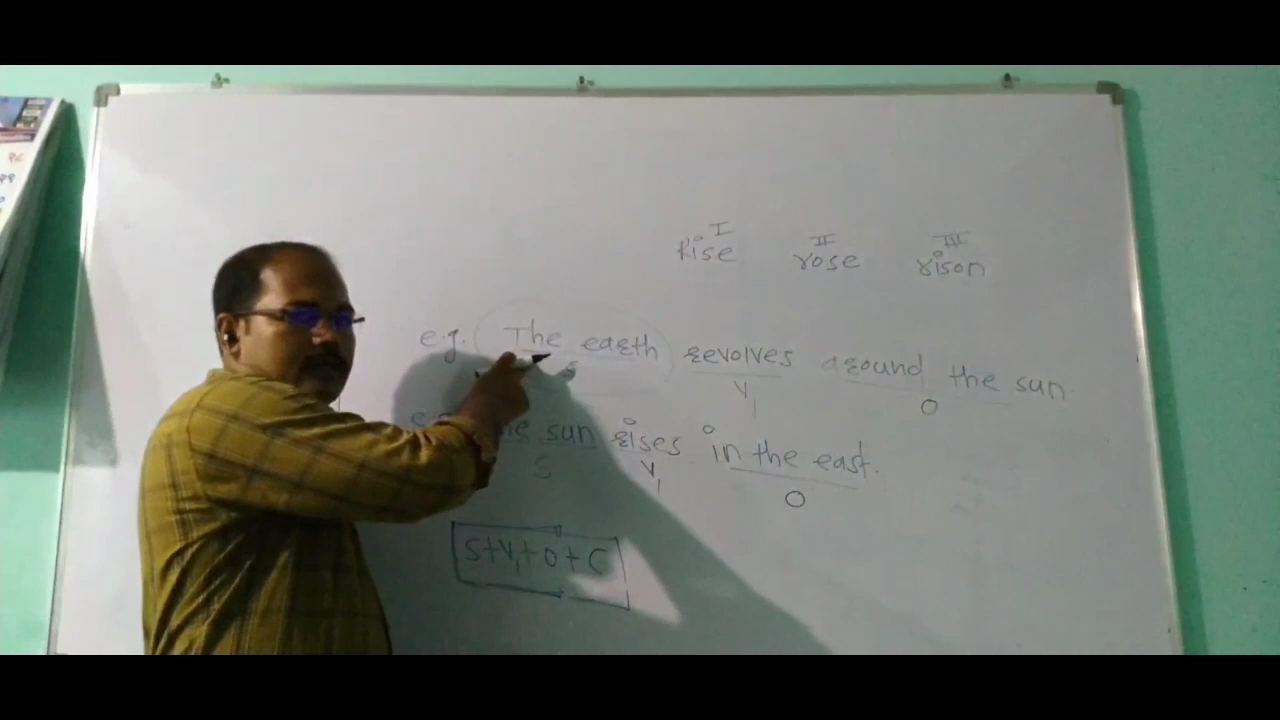 I II III
Rise rose rison
e.g. The earth revolves around the sun.
S V1 O
the sun rises in the east.
S V1 O
S+V1+O+C